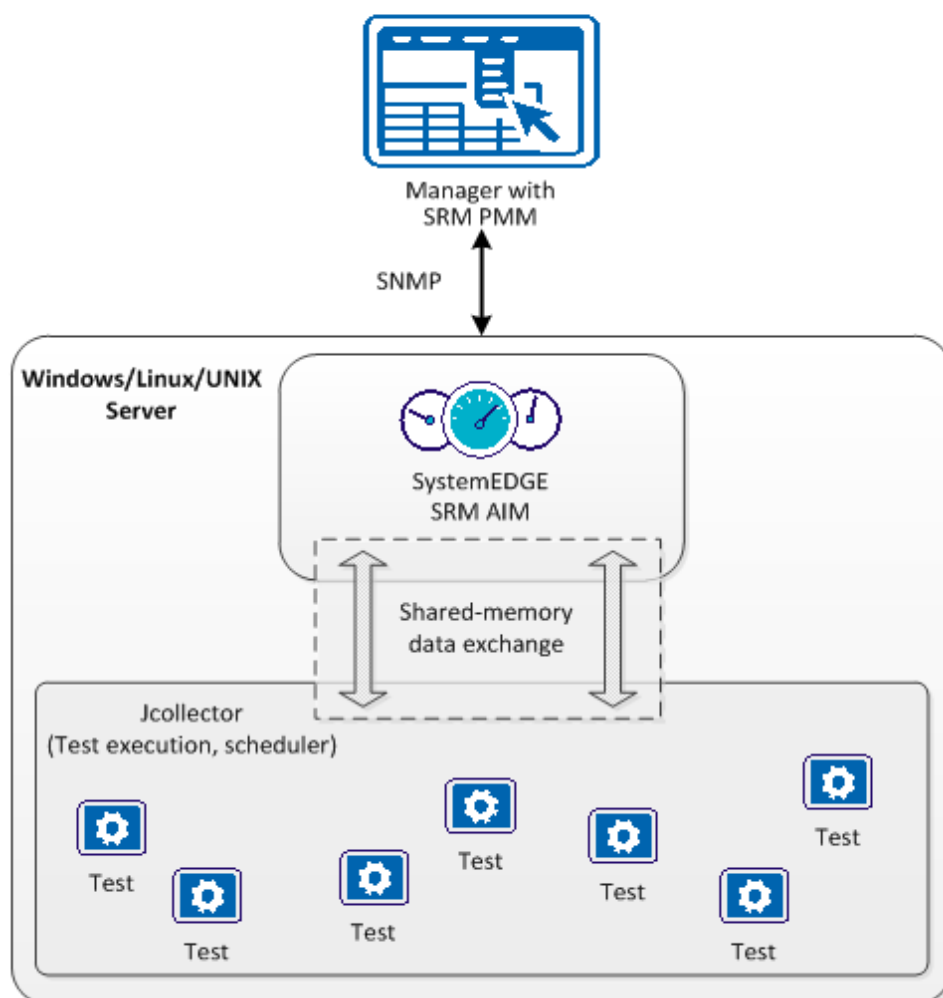 Manager with
SRM PMM
SNMP
Windows/Linux/UNIX
Server
SystemEDGE
SRM AIM
Shared-memory
data exchange
Jcollector
(Test execution, scheduler)
Test
Test
Test
Test
Test
Test
Test